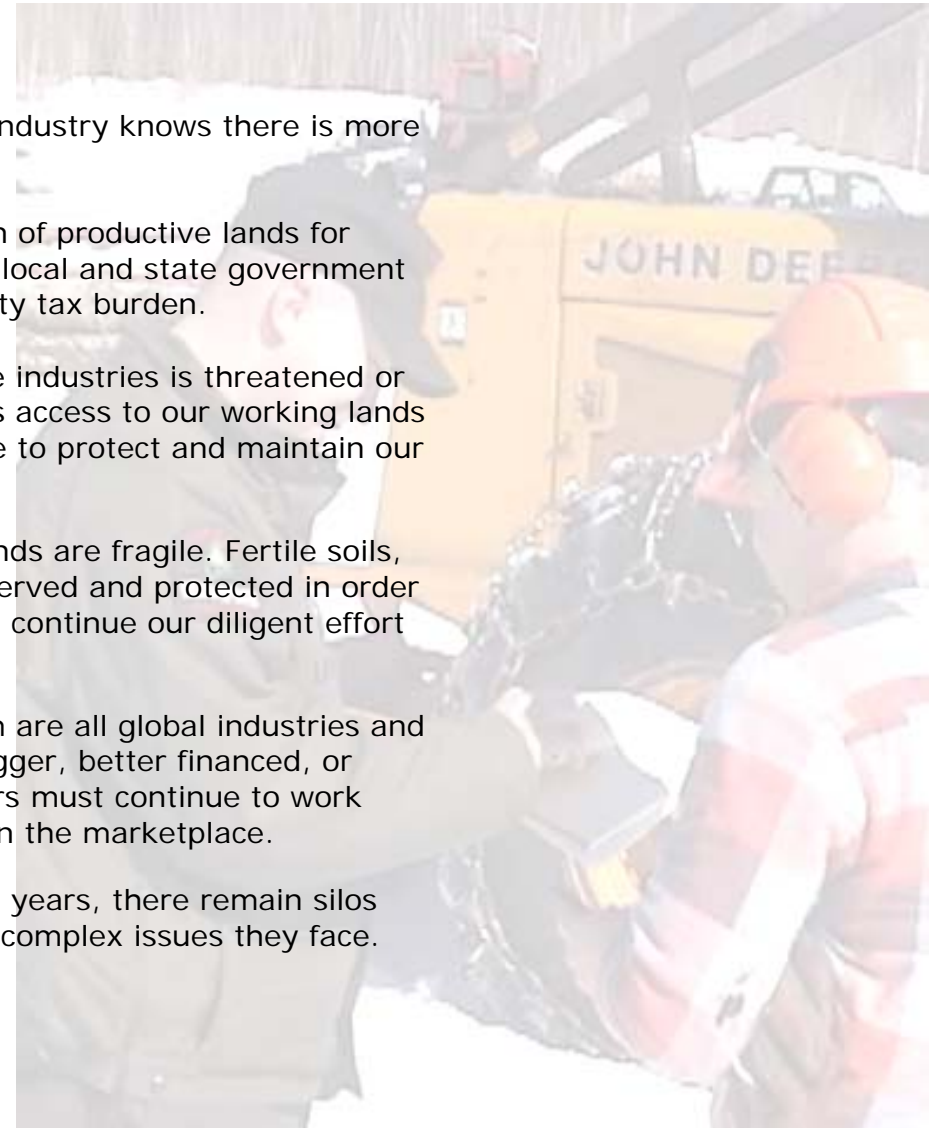 ndustry knows there is more
of productive lands for
local and state government
ty tax burden.
industries is threatened or
access to our working lands
to protect and maintain our
nds are fragile. Fertile soils,
erved and protected in order
continue our diligent effort
are all global industries and
gger, better financed, or
rs must continue to work
n the marketplace.
years, there remain silos
complex issues they face.
JOHN DEERE